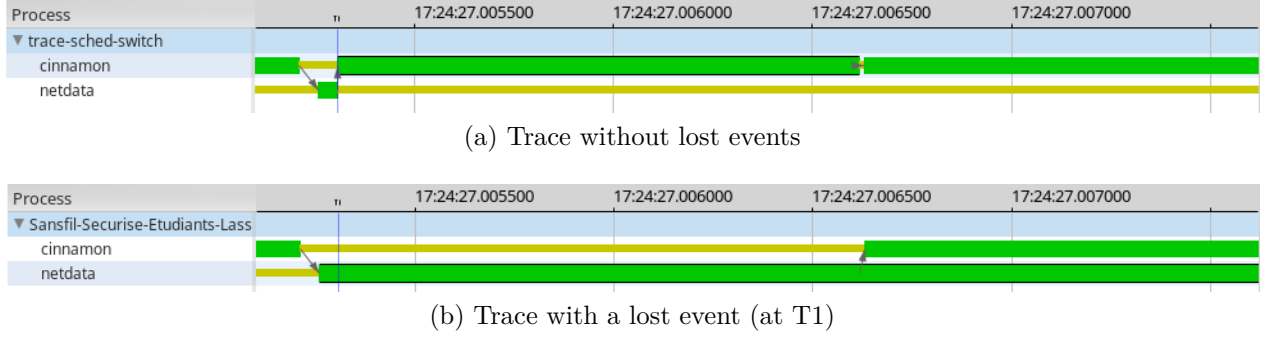 Process T1 17:24:27.005500 17:24:27.006000 17:24:27.006500 17:24:27.007000
trace-sched-switch
cinnamon
netdata
(a) Trace without lost events
Process T1 17:24:27.005500 17:24:27.006000 17:24:27.006500 17:24:27.007000
Sansfil-Securise-Etudiants-Lass
cinnamon
netdata
(b) Trace with a lost event (at T1)